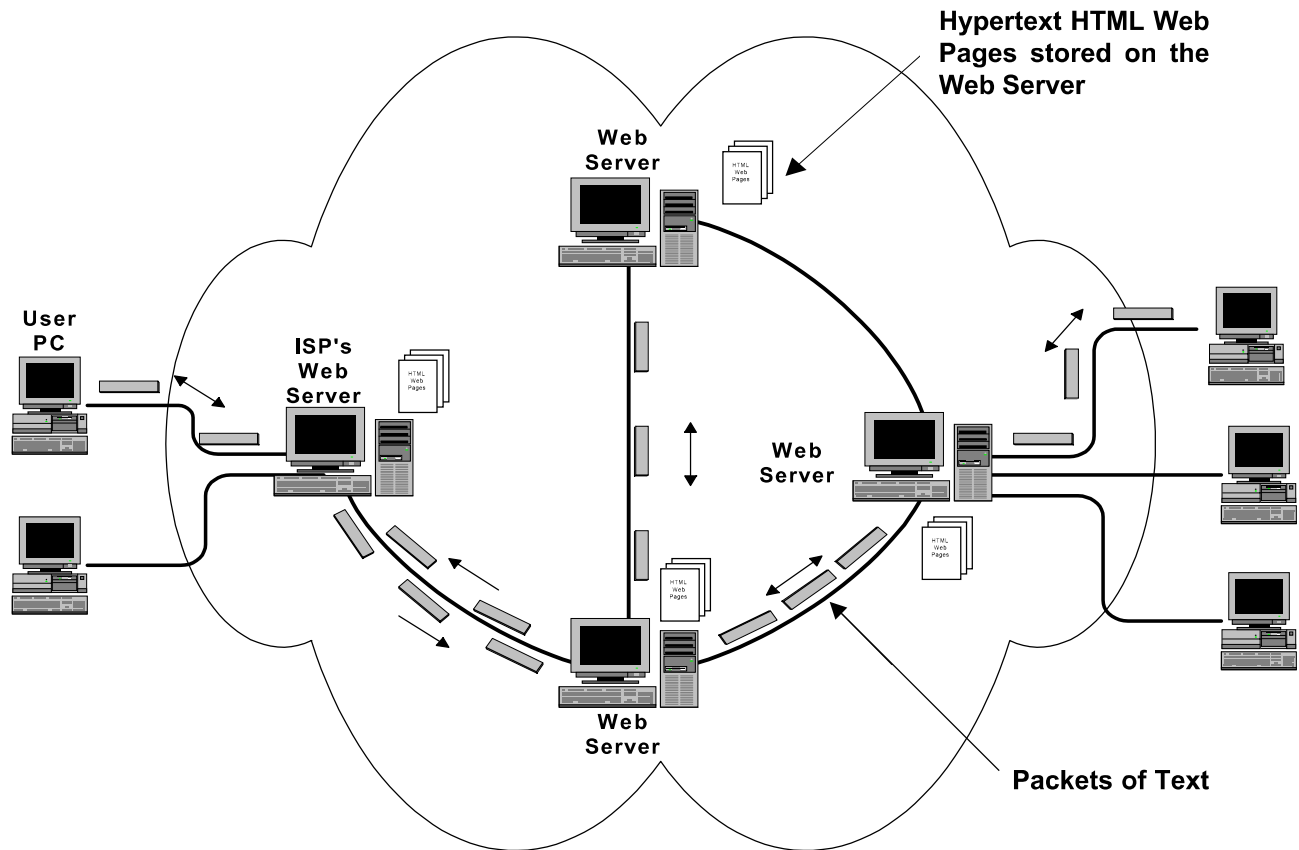 Hypertext HTML Web
Pages stored on the
Web Server
Web
Server
HTML
Web
Pages
User
PC
ISP's
Web
Server
HTML
Web
Pages
Web
Server
HTML
Web
Pages
HTML
Web
Pages
Web
Server
Packets of Text